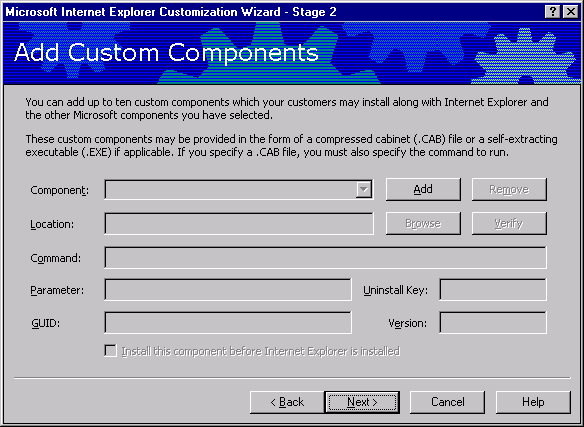 Microsoft Internet Explorer Customization Wizard - Stage 2
Add Custom Components
You can add up to ten custom components which your customers may install along with Internet Explorer and
the other Microsoft components you have selected.
These custom components may be provided in the form of a compressed cabinet (.CAB) file or a self-extracting
executable (.EXE) if applicable. If you specify a .CAB file, you must also specify the command to run.
Component: Add Remove
Location: Browse Verify
Command:
Parameter: Uninstall Key:
GUID: Version:
Install this component before Internet Explorer is installed
< Back Next > Cancel Help